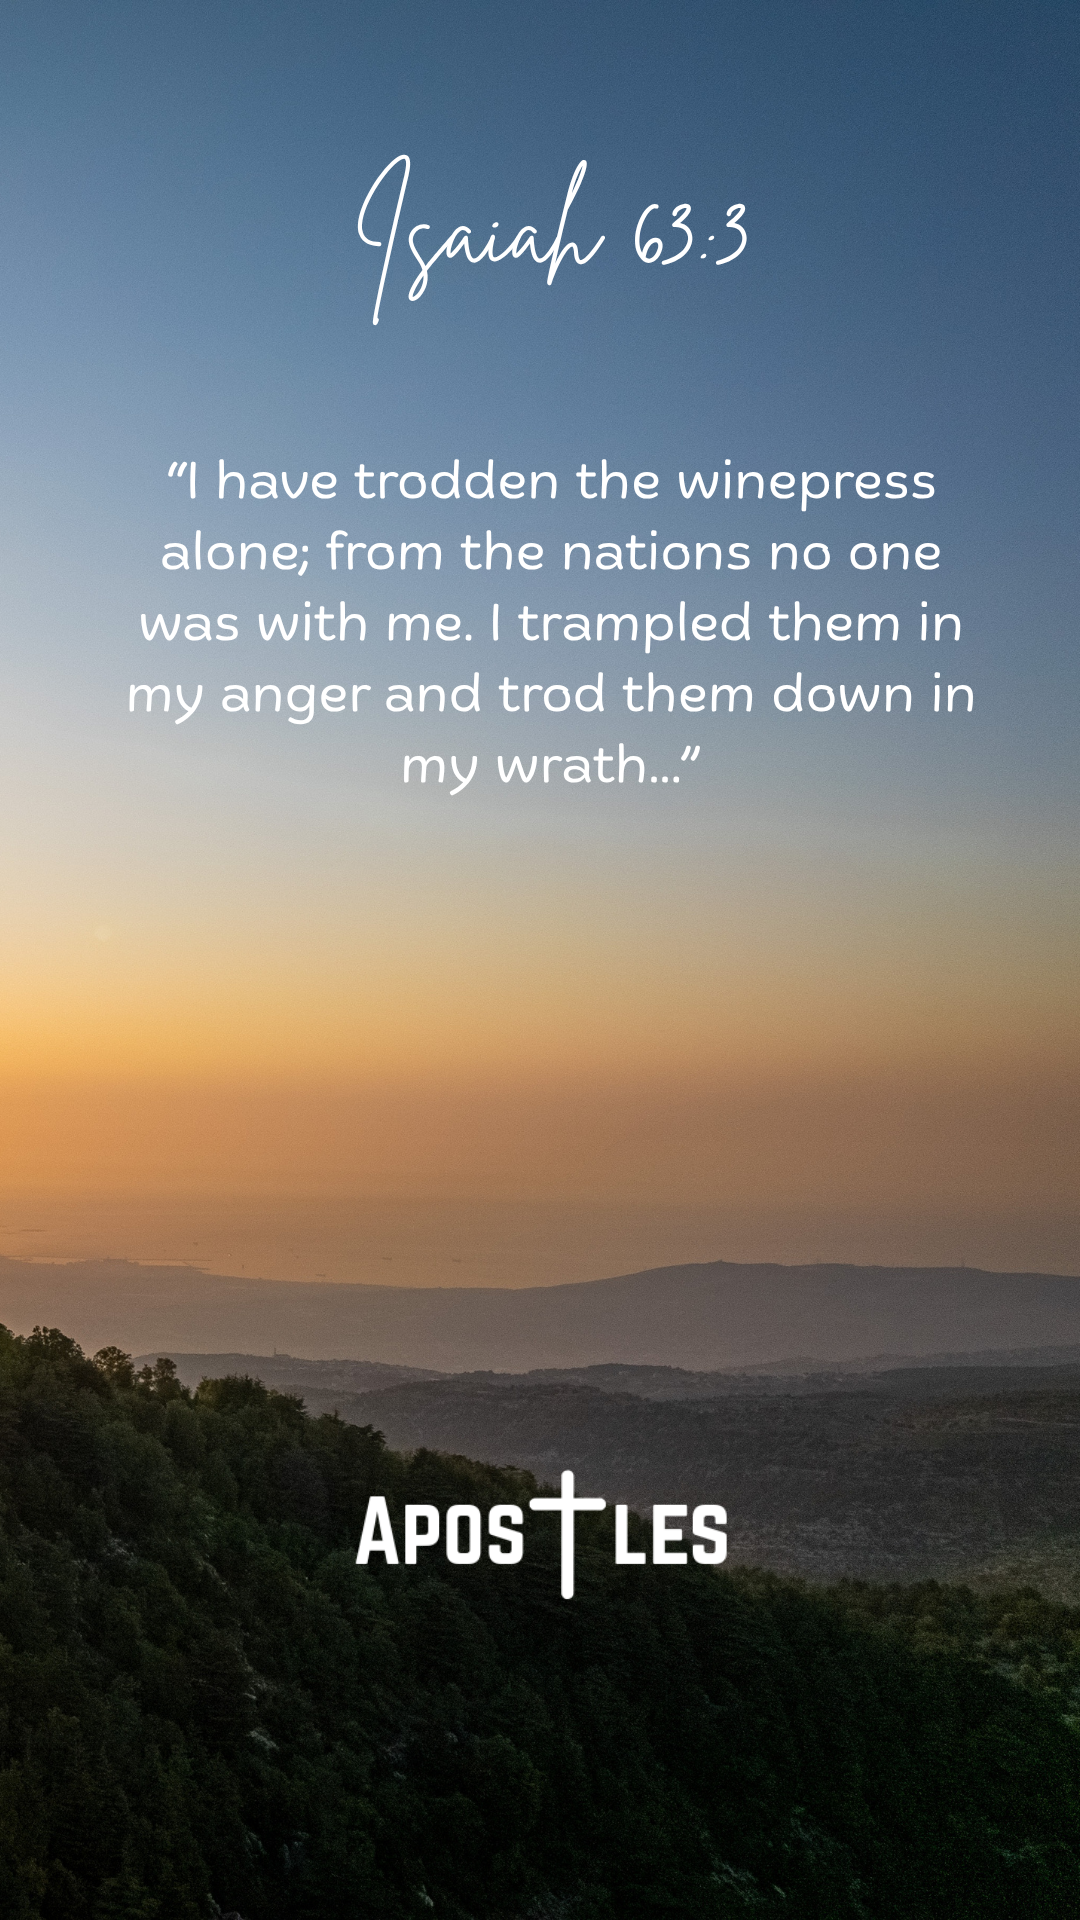 Isaiah 63:3
“I have trodden the winepress
alone; from the nations no one
was with me. I trampled them in
my anger and trod them down in
my wrath...”
APOSTLES